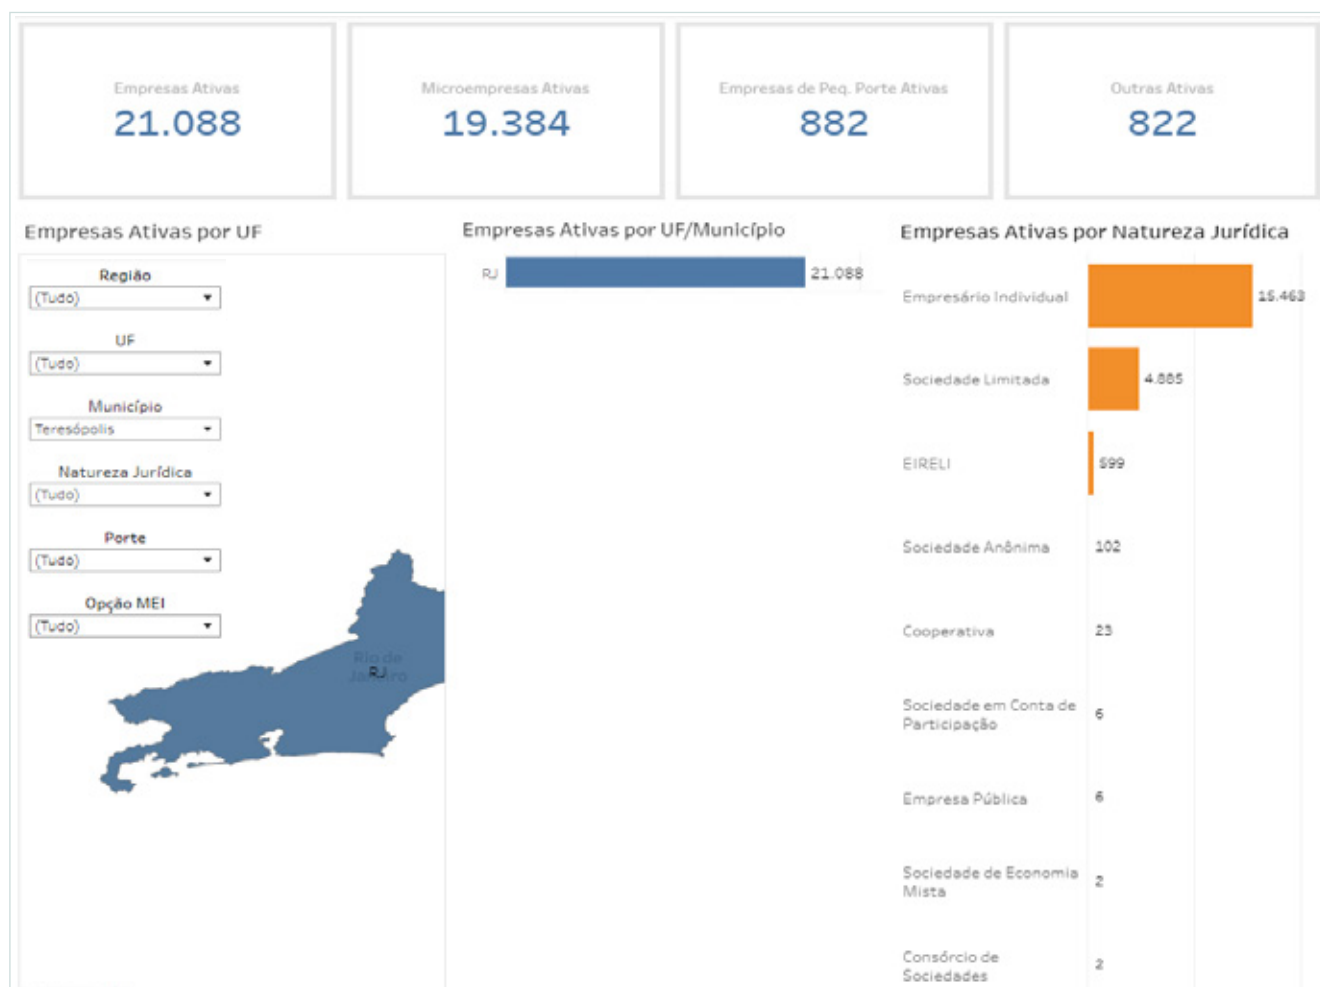 Empresas Ativas
21.088
Microempresas Ativas
19.384
Empresas de Peq. Porte Ativas
882
Outras Ativas
822
Empresas Ativas por UF
Região
(Tudo)
UF
(Tudo)
Município
Teresópolis
Natureza Jurídica
(Tudo)
Porte
(Tudo)
Opção MEI
(Tudo)
Rio de
Janeiro
RJ
Empresas Ativas por UF/Município
RJ
21.088
Empresas Ativas por Natureza Jurídica
Empresário Individual
15.463
Sociedade Limitada
4.885
EIRELI
599
Sociedade Anônima
102
Cooperativa
23
Sociedade em Conta de
Participação
6
Empresa Pública
6
Sociedade de Economia
Mista
2
Consórcio de
Sociedades
2